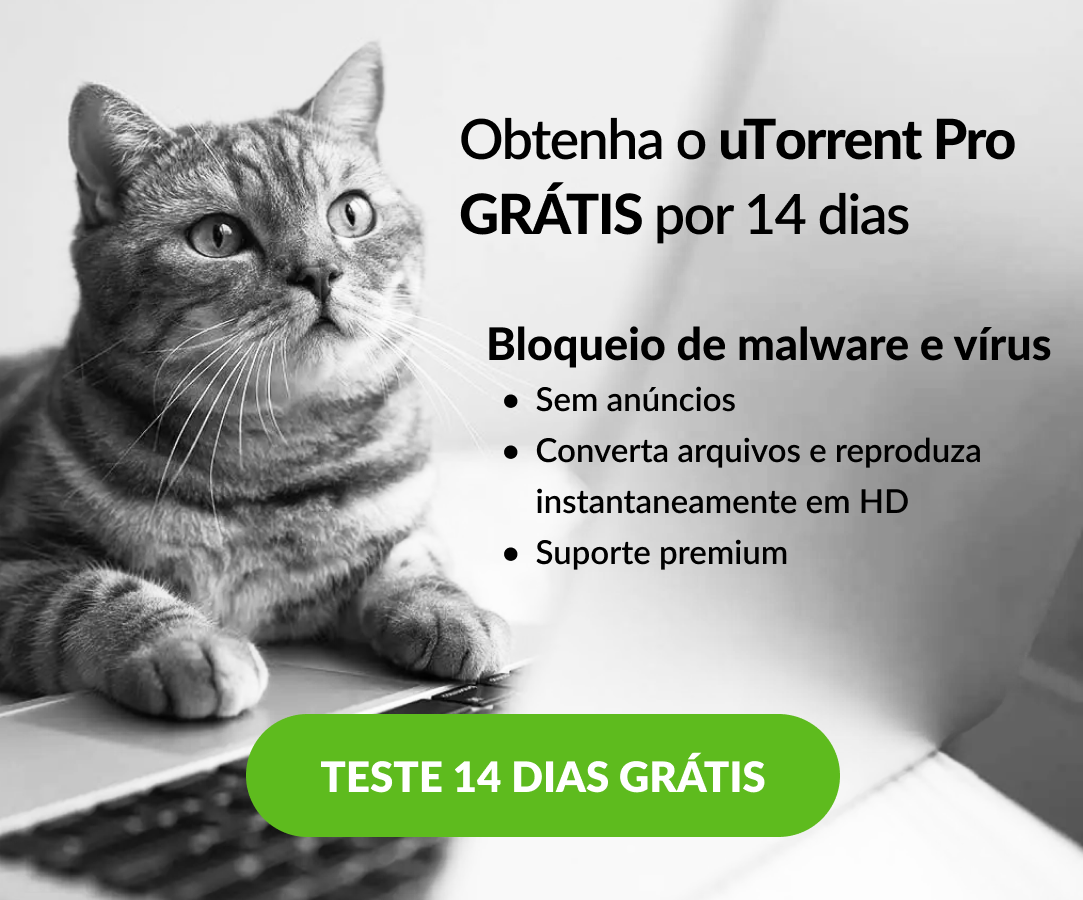 Obtenha o uTorrent Pro
GRÁTIS por 14 dias
Bloqueio de malware e vírus
• Sem anúncios
• Converta arquivos e reproduza
instantaneamente em HD
• Suporte premium
TESTE 14 DIAS GRÁTIS